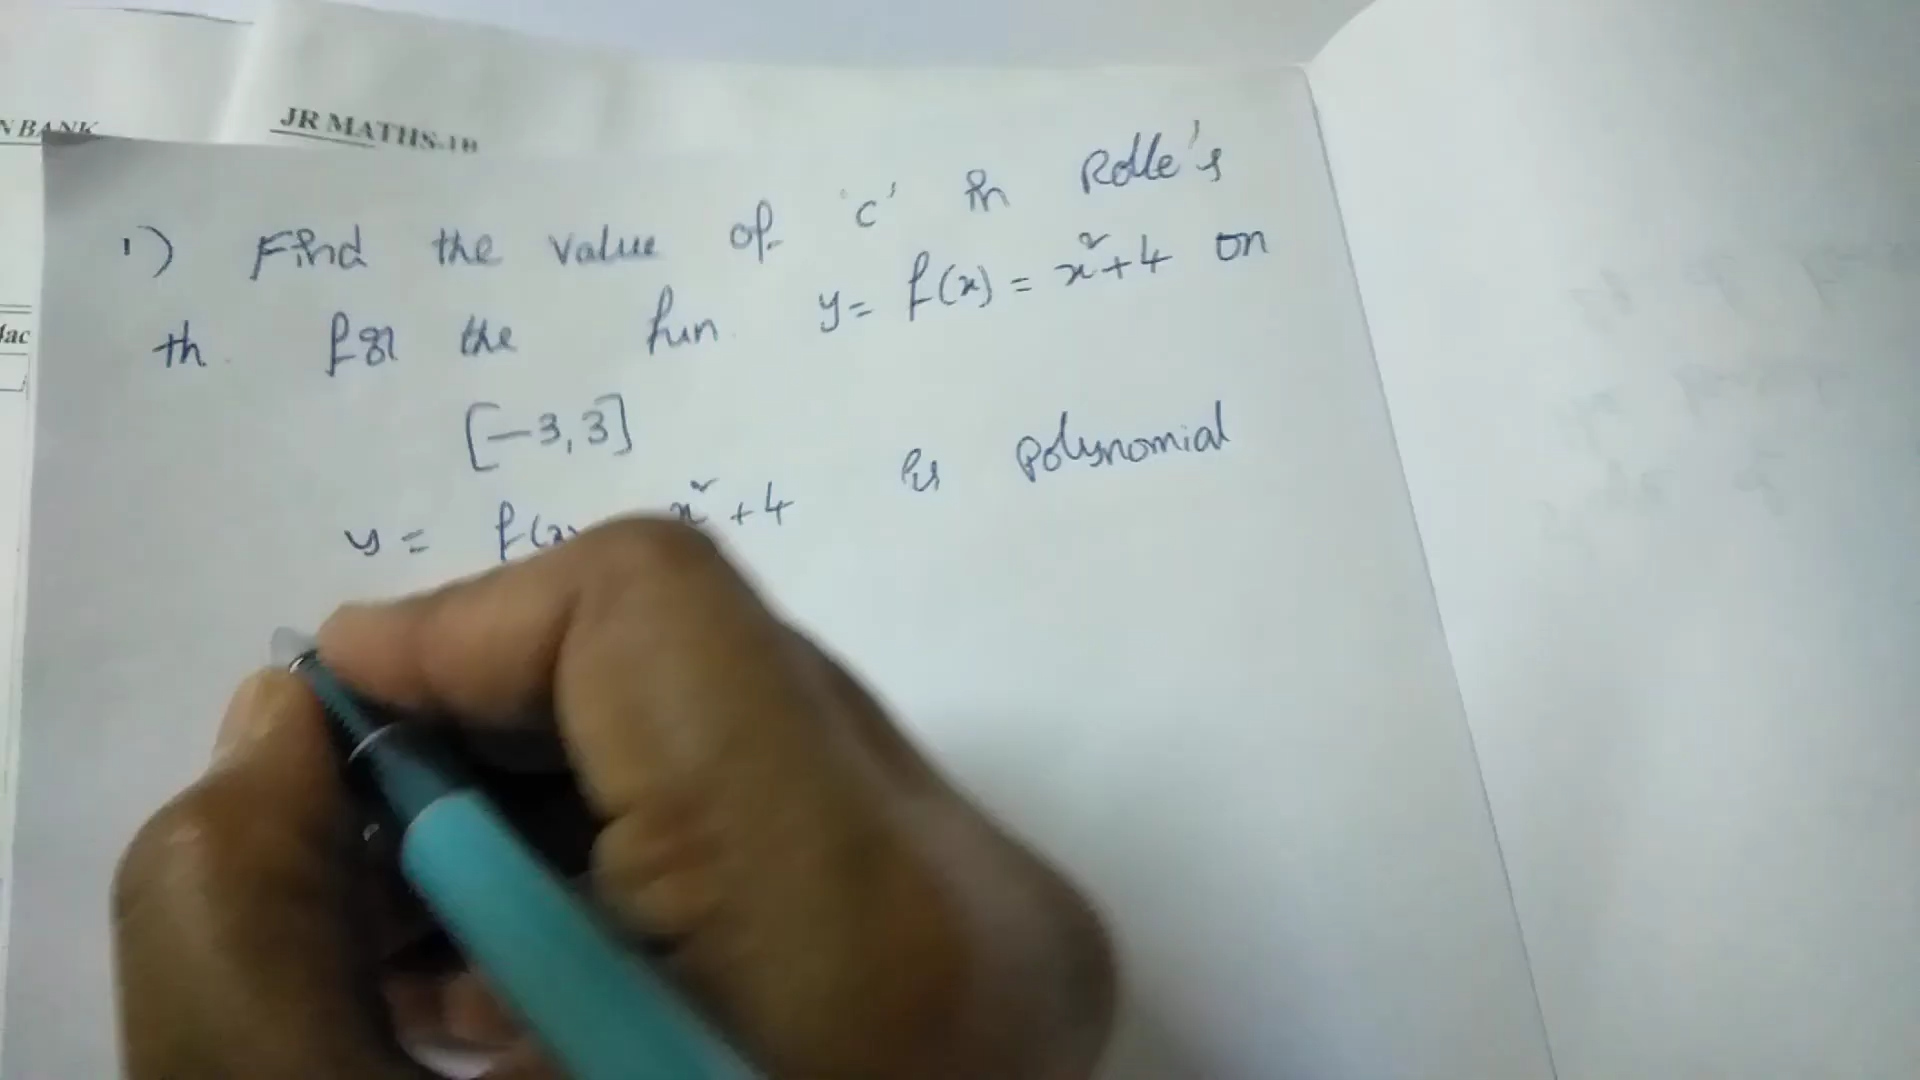 N BANK
JR MATHS-1B
1) Find the value of 'c' in Rolle's
th. for the fun. y = f(x) = x²+4 on
[-3,3]
y = f(x) x²+4 is polynomial